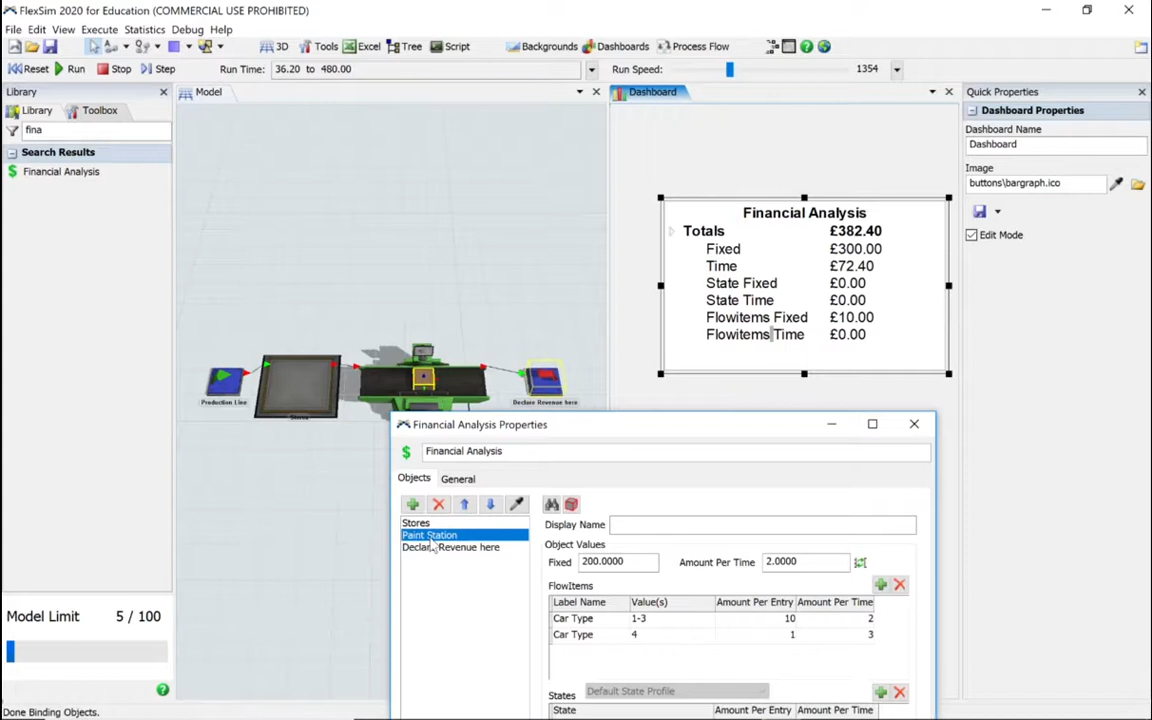 FlexSim 2020 for Education (COMMERCIAL USE PROHIBITED)
File Edit View Execute Statistics Debug Help
3D Tools Excel Tree Script Backgrounds Dashboards Process Flow
Reset Run Stop Step Run Time: 36.20 to 480.00 Run Speed: 1354
Library
Library Toolbox
fina
Search Results
Financial Analysis
Model Limit 5 / 100
Done Binding Objects.
Model
Production Line
Stores
Declare Revenue here
Dashboard
Financial Analysis
Totals £382.40
Fixed £300.00
Time £72.40
State Fixed £0.00
State Time £0.00
Flowitems Fixed £10.00
Flowitems Time £0.00
Quick Properties
Dashboard Properties
Dashboard Name
Dashboard
Image
buttons\bargraph.ico
Edit Mode
Financial Analysis Properties
Financial Analysis
Objects General
Stores
Paint Station
Declare Revenue here
Display Name
Object Values
Fixed 200.0000 Amount Per Time 2.0000
FlowItems
Label Name Value(s) Amount Per Entry Amount Per Time
Car Type 1-3 10 2
Car Type 4 1 3
States Default State Profile
State Amount Per Entry Amount Per Time